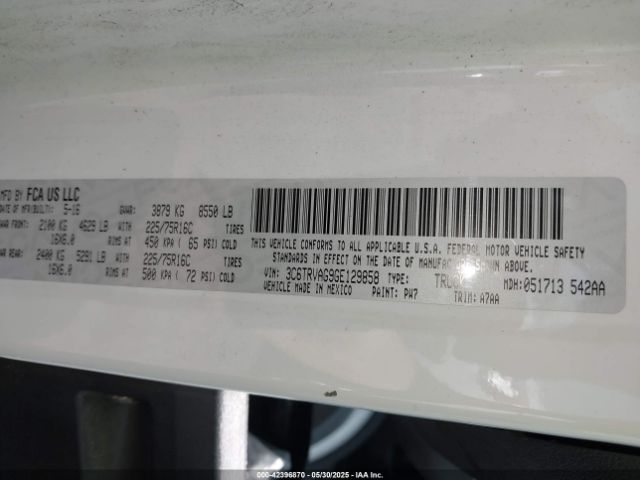 MFD BY FCA US LLC
DATE OF MFR(BUILT): 5-16 GVWR: 3879 KG 8550 LB
FRONT 2100 KG 4629 LB WITH 225/75R16C TIRES
16X6.0 RIMS AT 450 KPA ( 65 PSI) COLD
REAR 2400 KG 5291 LB WITH 225/75R16C TIRES
16X6.0 RIMS AT 500 KPA ( 72 PSI) COLD
THIS VEHICLE CONFORMS TO ALL APPLICABLE U.S.A. FEDERAL MOTOR VEHICLE SAFETY
STANDARDS IN EFFECT ON THE DATE OF MANUFACTURE SHOWN ABOVE.
VIN: 3C6TRVAG9GE129858 TYPE: TRUCK MDH: 051713 542AA
VEHICLE MADE IN MEXICO PAINT: PW7 TRIM: A7AA
000-42396870 — 05/30/2025 — IAA Inc.